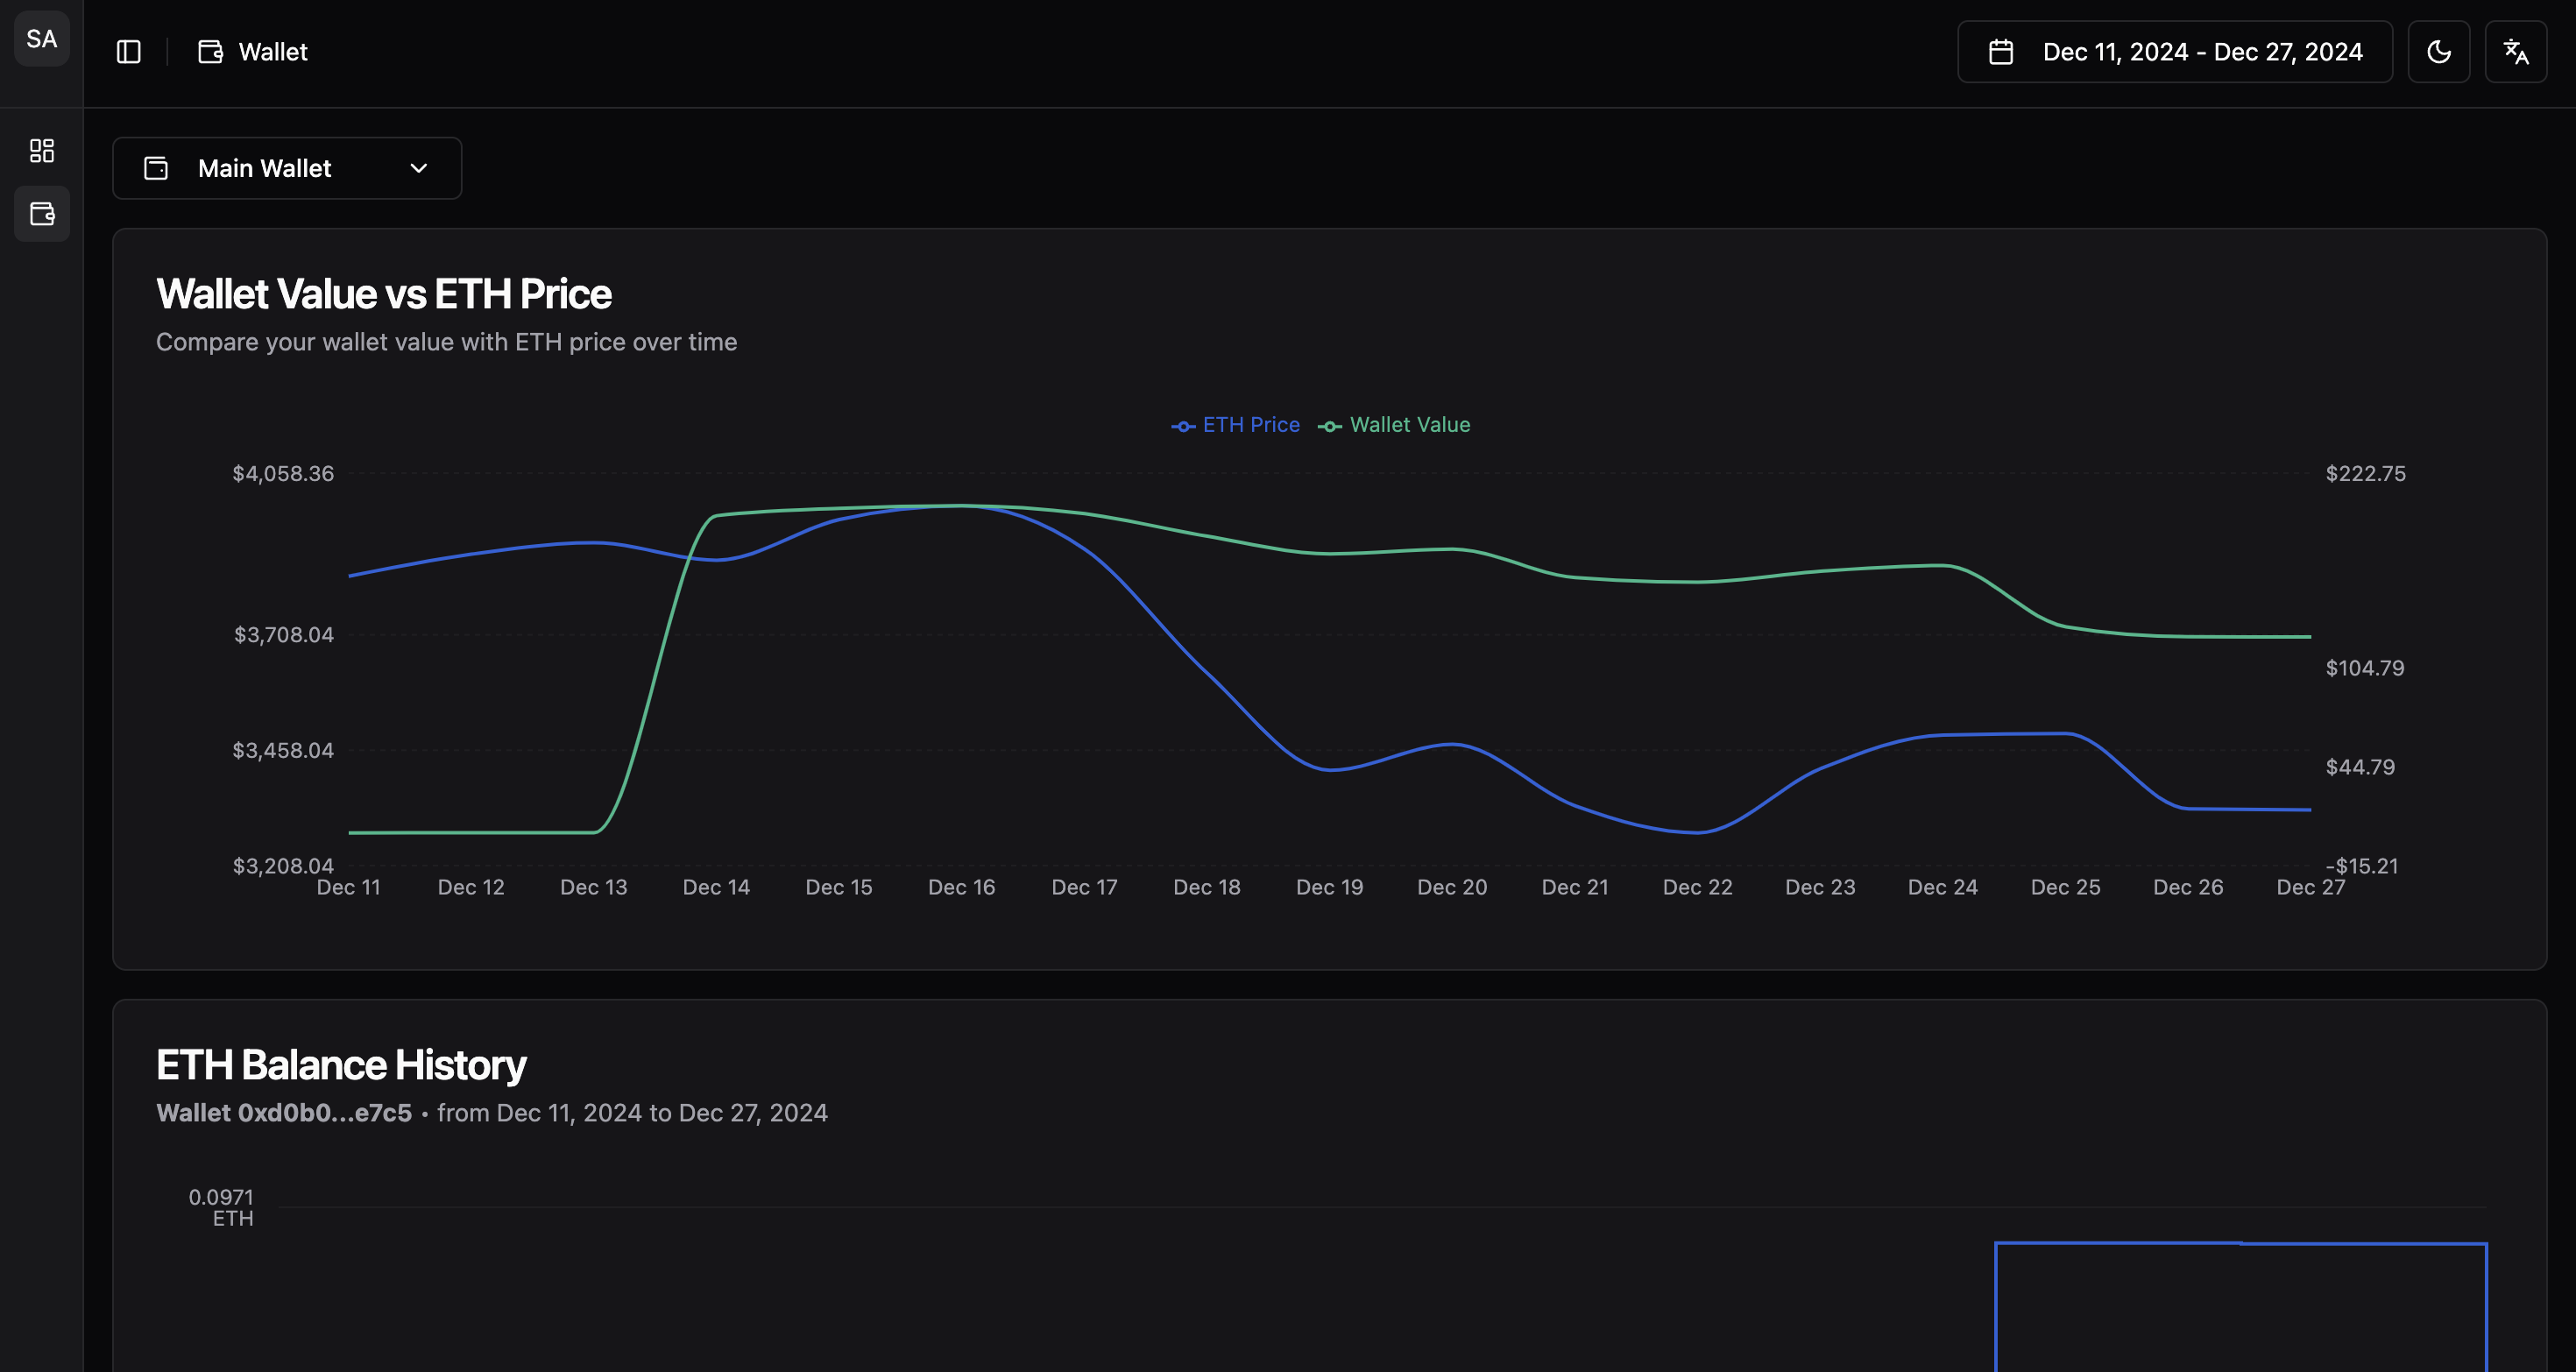 SA
Wallet
Dec 11, 2024 - Dec 27, 2024
Main Wallet
Wallet Value vs ETH Price
Compare your wallet value with ETH price over time
ETH Price Wallet Value
$4,058.36
$3,708.04
$3,458.04
$3,208.04
$222.75
$104.79
$44.79
-$15.21
Dec 11 Dec 12 Dec 13 Dec 14 Dec 15 Dec 16 Dec 17 Dec 18 Dec 19 Dec 20 Dec 21 Dec 22 Dec 23 Dec 24 Dec 25 Dec 26 Dec 27
ETH Balance History
Wallet 0xd0b0...e7c5 • from Dec 11, 2024 to Dec 27, 2024
0.0971
ETH